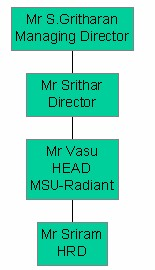 Mr S.Gritharan
Managing Director
Mr Srithar
Director
Mr Vasu
HEAD
MSU-Radiant
Mr Sriram
HRD